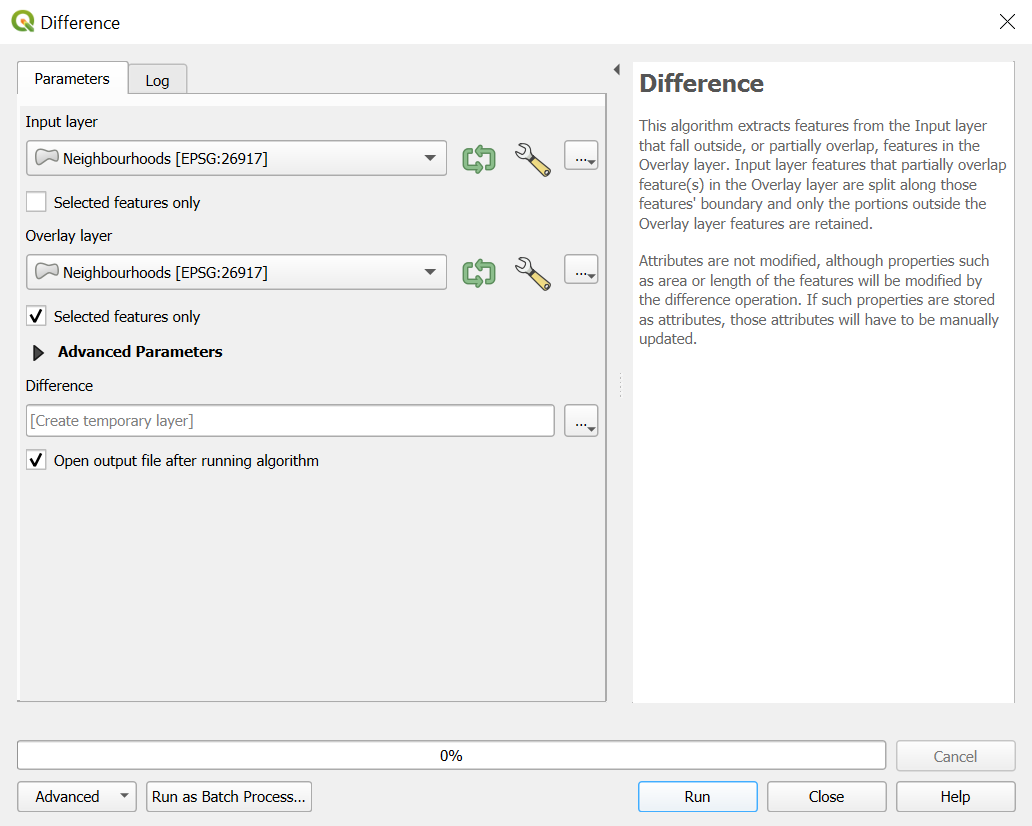 Difference
Parameters
Log
Input layer
Neighbourhoods [EPSG:26917]
...
Selected features only
Overlay layer
Neighbourhoods [EPSG:26917]
...
Selected features only
Advanced Parameters
Difference
[Create temporary layer]
...
Open output file after running algorithm
Difference
This algorithm extracts features from the Input layer
that fall outside, or partially overlap, features in the
Overlay layer. Input layer features that partially overlap
feature(s) in the Overlay layer are split along those
features' boundary and only the portions outside the
Overlay layer features are retained.
Attributes are not modified, although properties such
as area or length of the features will be modified by
the difference operation. If such properties are stored
as attributes, those attributes will have to be manually
updated.
0%
Cancel
Advanced
Run as Batch Process...
Run
Close
Help